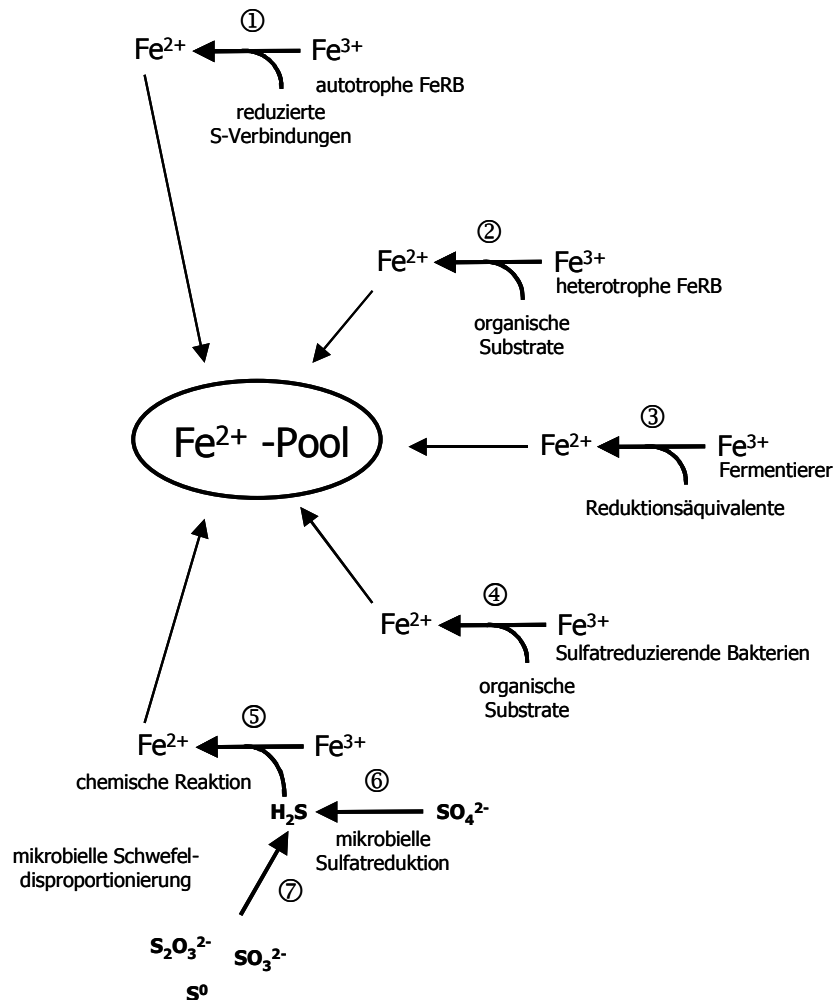 ①
Fe²⁺ Fe³⁺
autotrophe FeRB
reduzierte
S-Verbindungen
②
Fe²⁺ Fe³⁺
heterotrophe FeRB
organische
Substrate
③
Fe²⁺ -Pool
Fe²⁺ Fe³⁺
Fermentierer
Reduktionsäquivalente
④
Fe²⁺ Fe³⁺
Sulfatreduzierende Bakterien
organische
Substrate
⑤
Fe²⁺ Fe³⁺
chemische Reaktion
⑥
H₂S SO₄²⁻
mikrobielle
Sulfatreduktion
mikrobielle Schwefel-
disproportionierung
⑦
S₂O₃²⁻ SO₃²⁻
S⁰